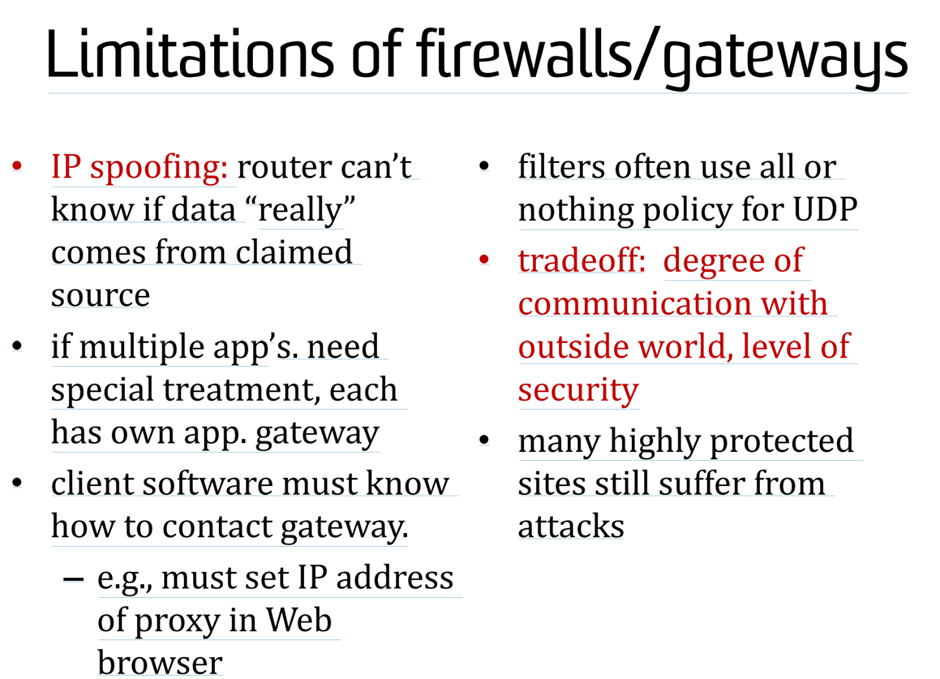 Limitations of firewalls/gateways
• IP spoofing: router can’t
know if data “really”
comes from claimed
source
• if multiple app’s. need
special treatment, each
has own app. gateway
• client software must know
how to contact gateway.
– e.g., must set IP address
of proxy in Web
browser
• filters often use all or
nothing policy for UDP
• tradeoff:  degree of
communication with
outside world, level of
security
• many highly protected
sites still suffer from
attacks